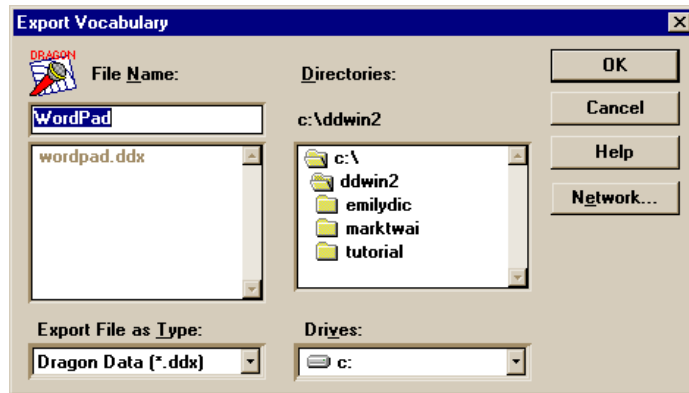 Export Vocabulary
DRAGON
File Name:
WordPad
wordpad.ddx
Export File as Type:
Dragon Data (*.ddx)
Directories:
c:\ddwin2
c:\
ddwin2
emilydic
marktwai
tutorial
Drives:
c:
OK
Cancel
Help
Network...